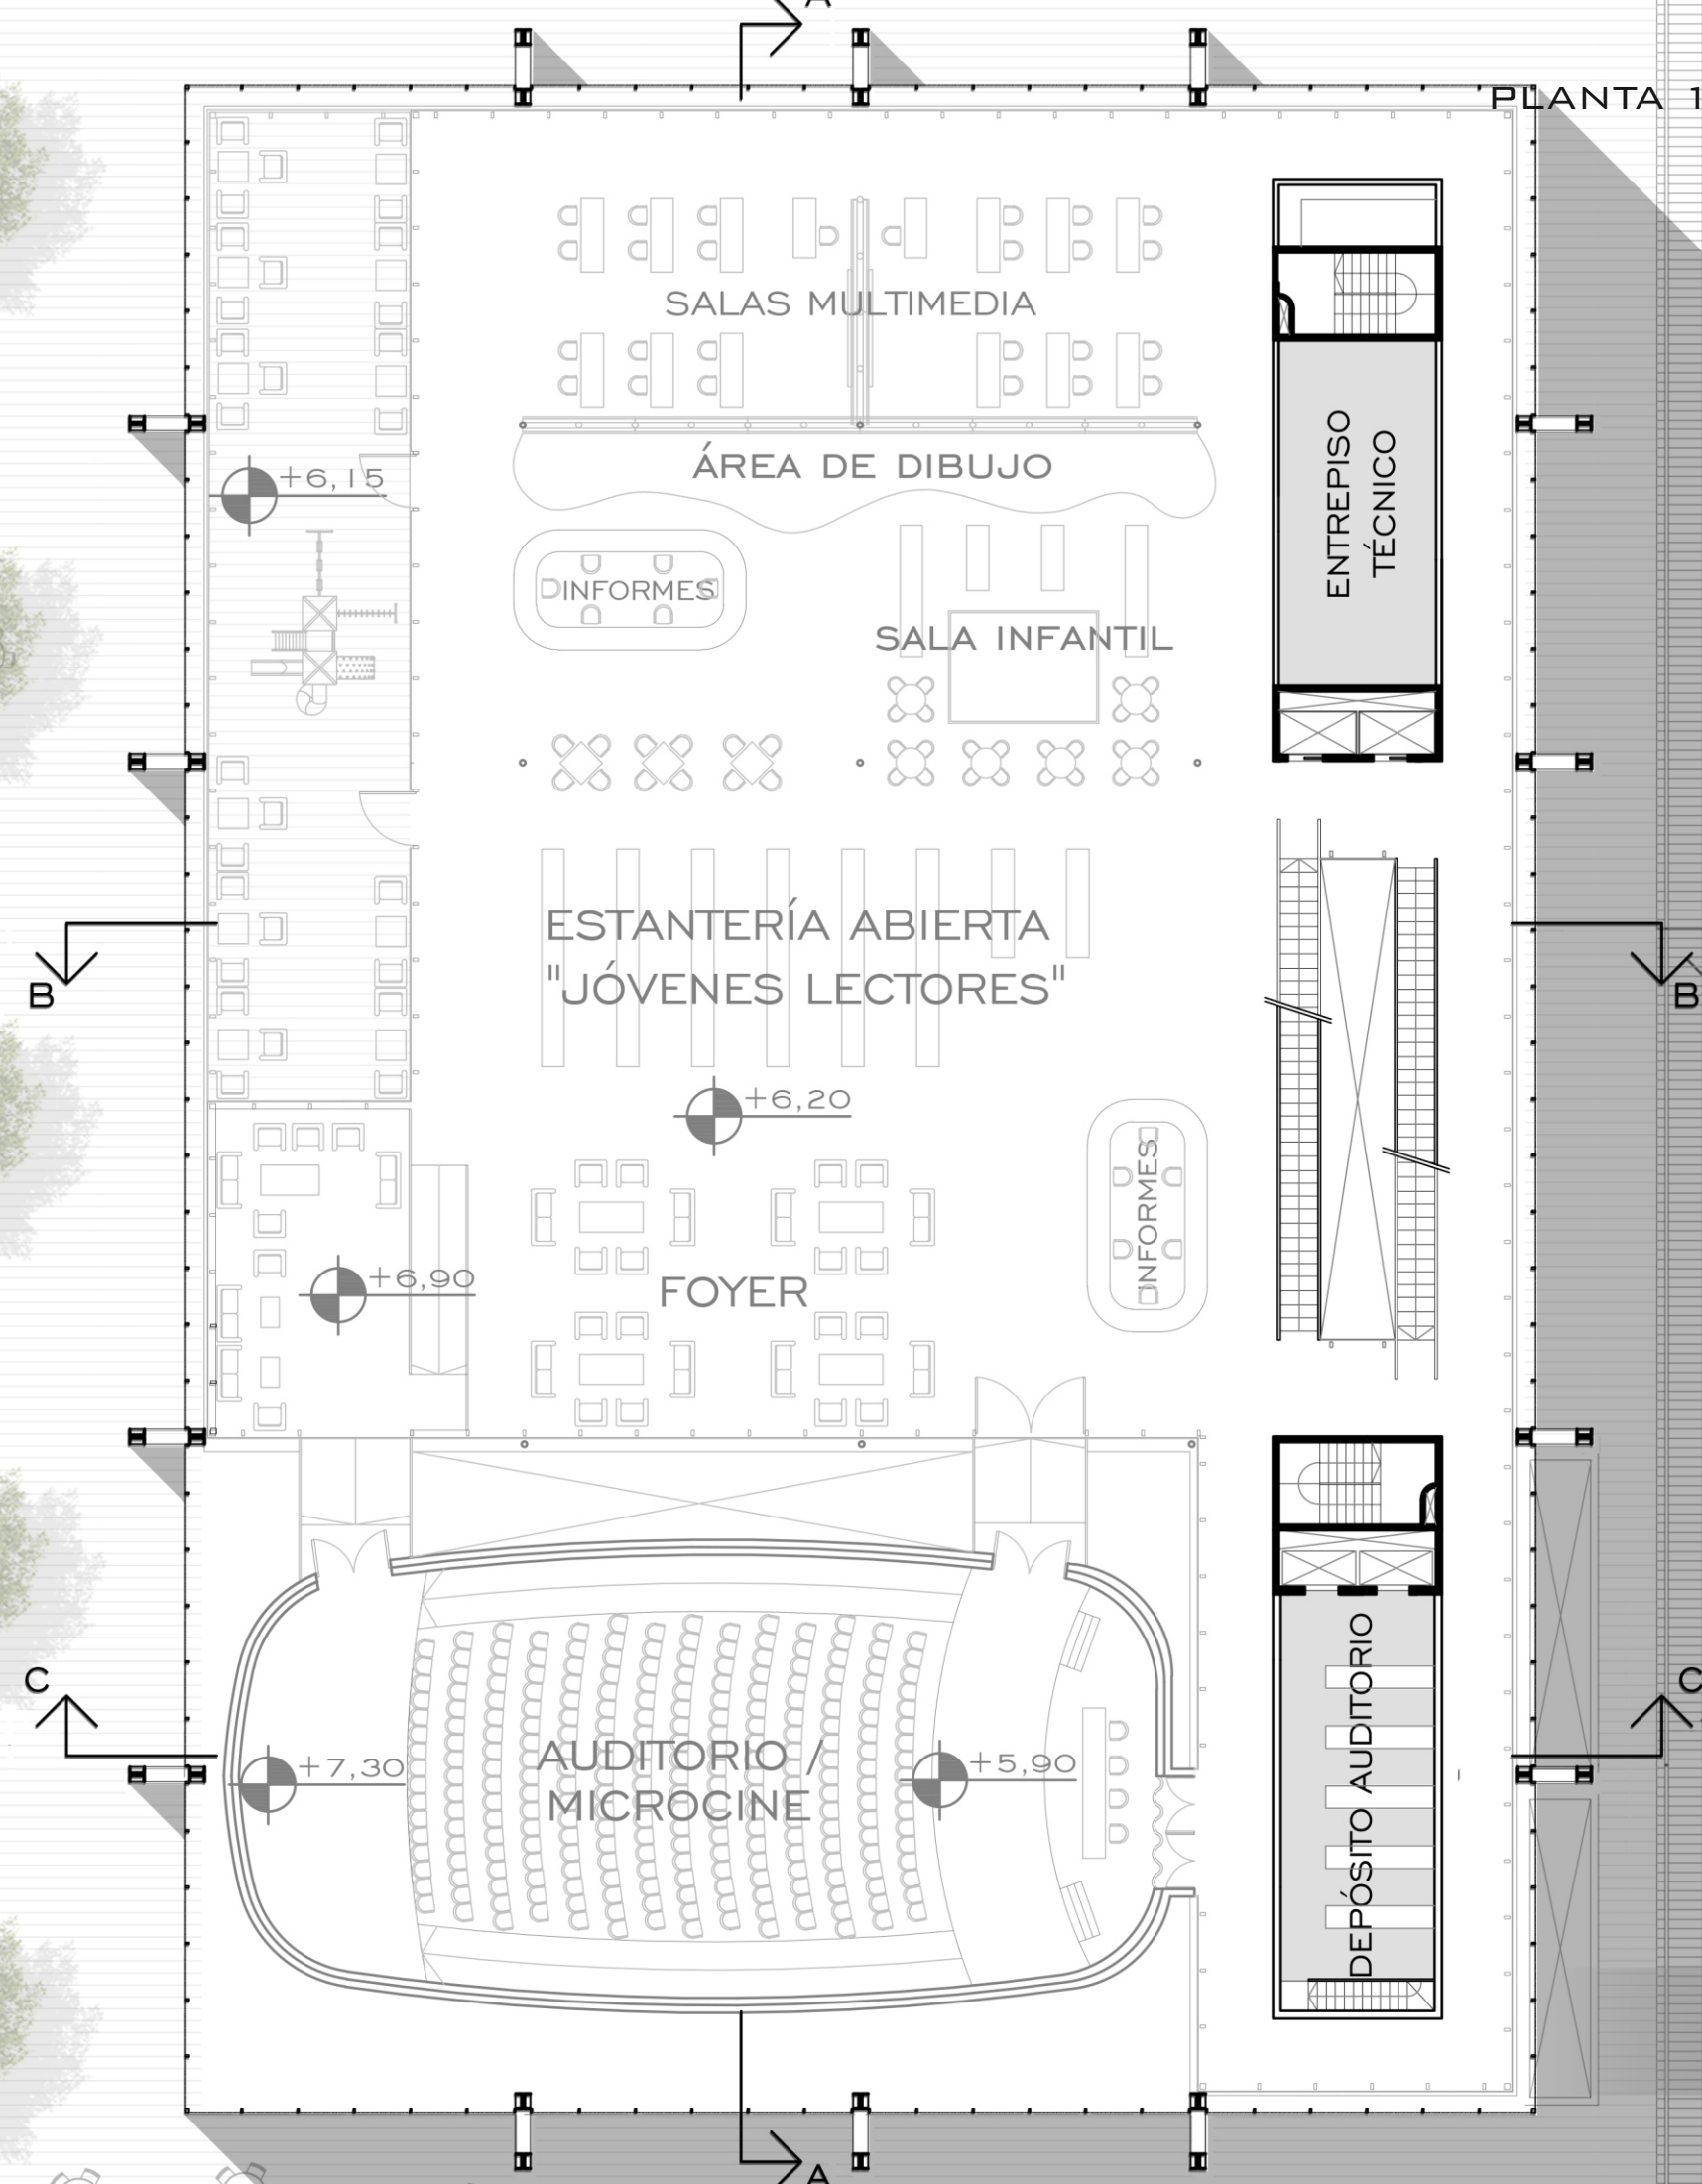 A
PLANTA 1
SALAS MULTIMEDIA
ÁREA DE DIBUJO
+6,15
ENTREPISO
TÉCNICO
INFORMES
SALA INFANTIL
ESTANTERÍA ABIERTA
"JÓVENES LECTORES"
B
B
+6,20
INFORMES
+6,90
FOYER
C
C
DEPÓSITO AUDITORIO
AUDITORIO /
MICROCINE
+7,30
+5,90
A